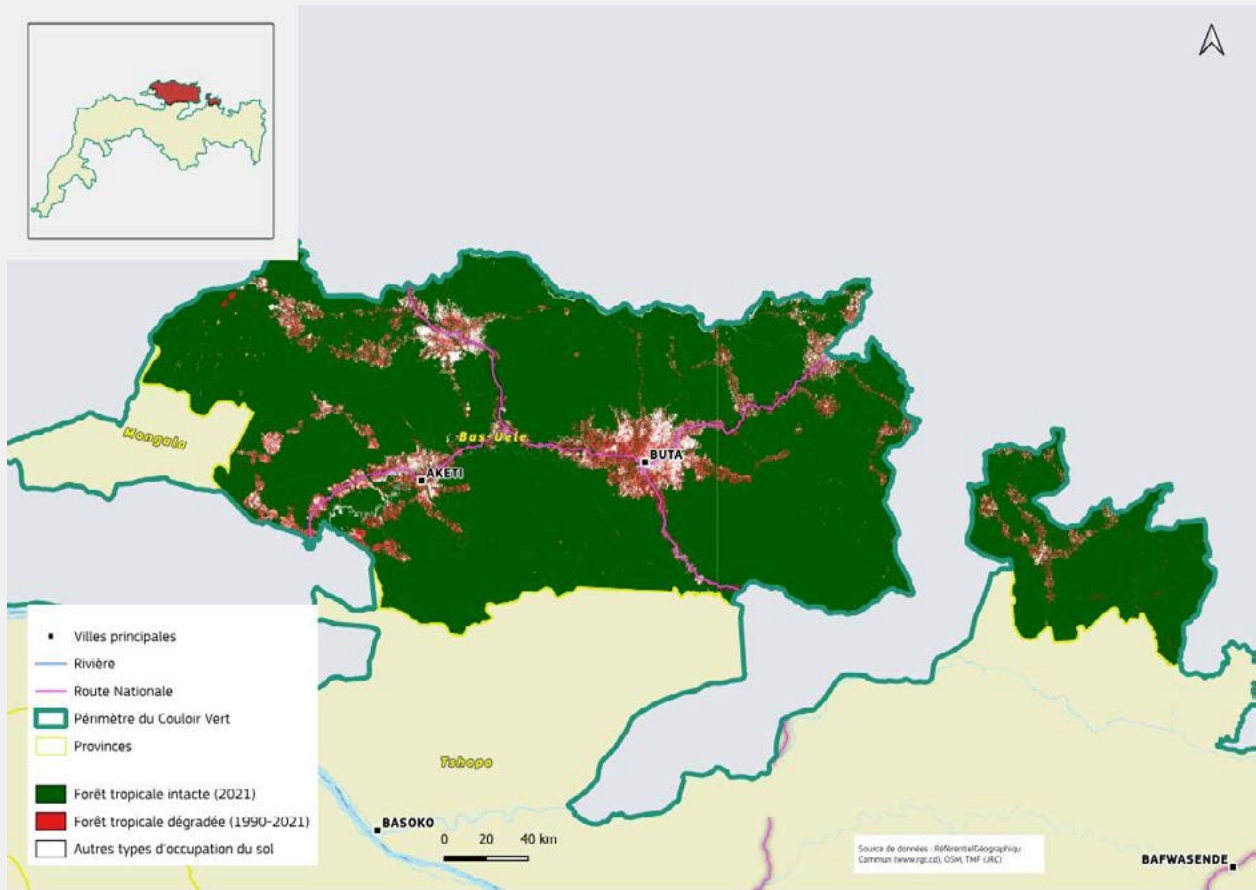 Mongala
Bas-Uele
BUTA
AKETI
Villes principales
Rivière
Route Nationale
Périmètre du Couloir Vert
Provinces
Forêt tropicale intacte (2021)
Forêt tropicale dégradée (1990-2021)
Autres types d'occupation du sol
Tshopo
BASOKO
0 20 40 km
Source de données : RéférentielGéographiqu
Commun (www.rgc.cd), OSM, TMF (JRC)
BAFWASENDE